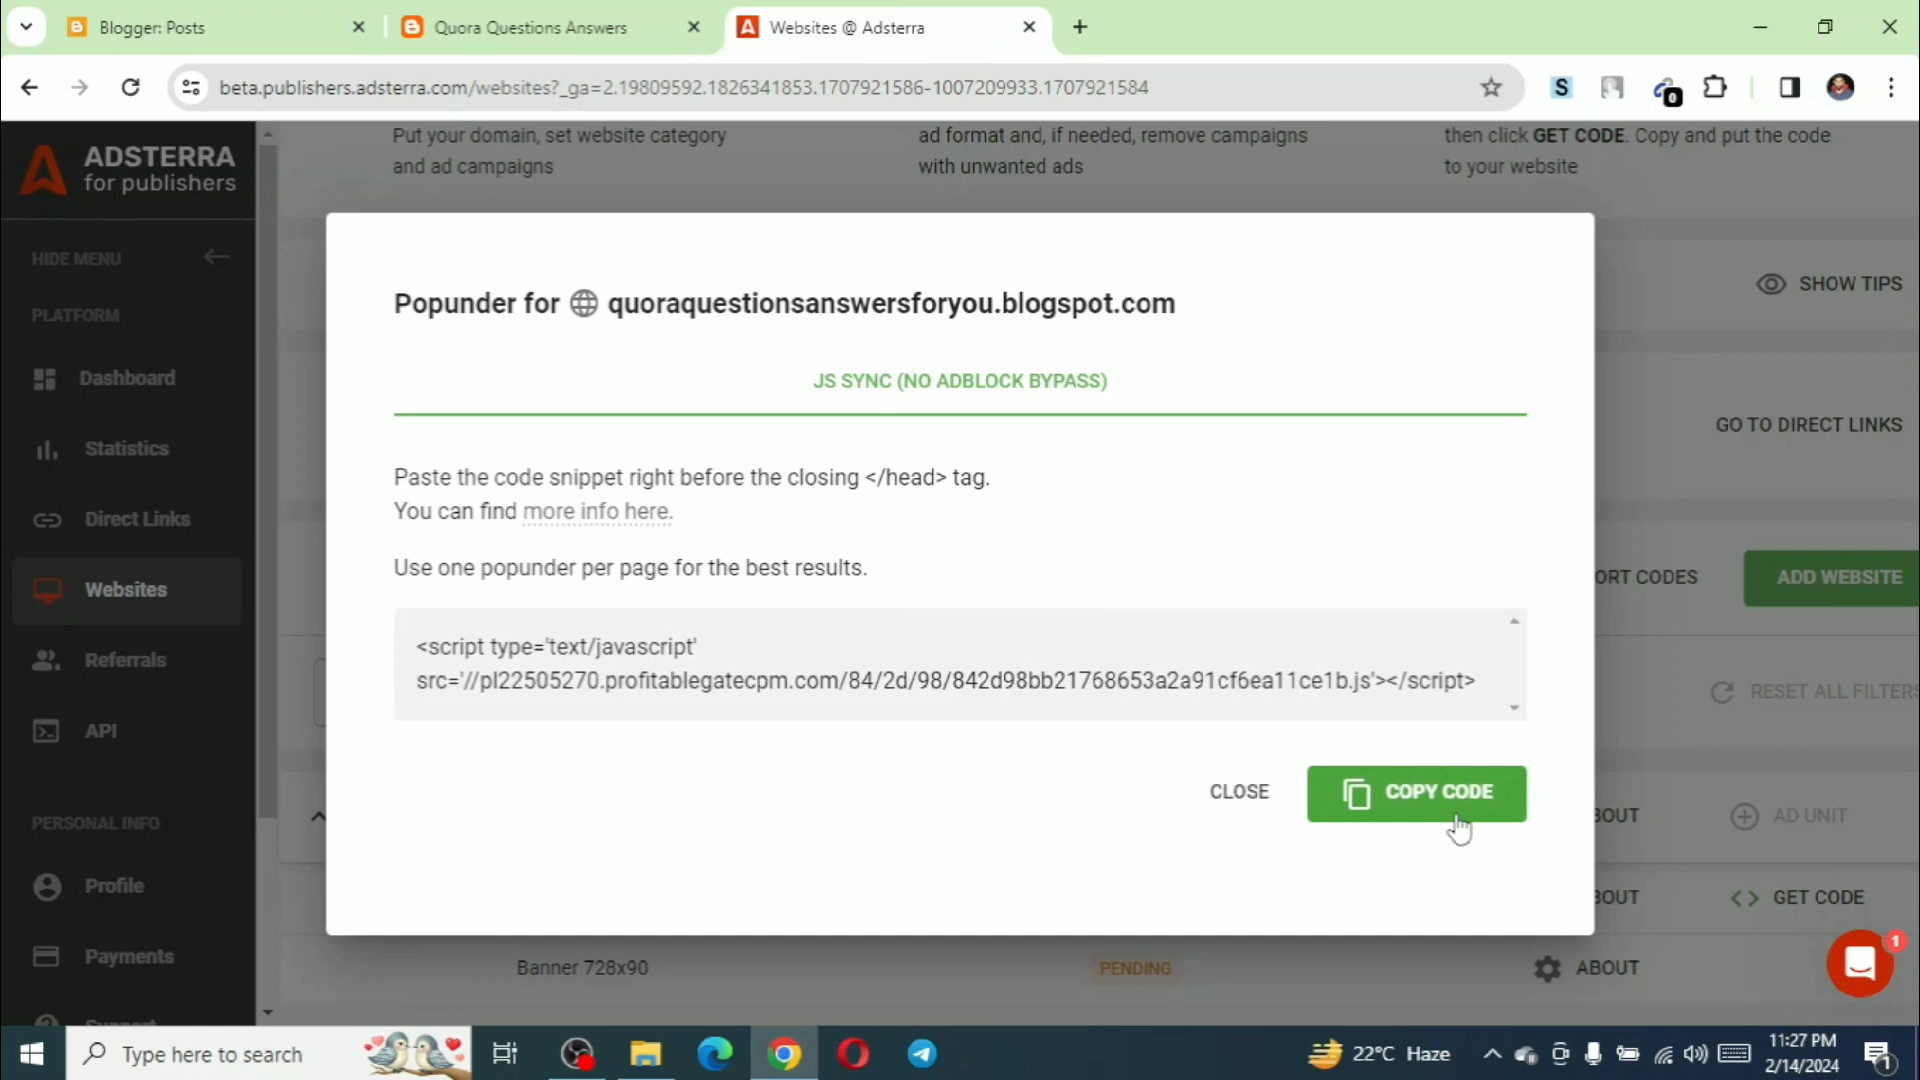 Blogger: Posts
Quora Questions Answers
Websites @ Adsterra
beta.publishers.adsterra.com/websites?_ga=2.19809592.1826341853.1707921586-1007209933.1707921584
S
0
ADSTERRA
for publishers
Put your domain, set website category
and ad campaigns
ad format and, if needed, remove campaigns
with unwanted ads
then click GET CODE. Copy and put the code
to your website
HIDE MENU
PLATFORM
Dashboard
Statistics
Direct Links
Websites
Referrals
API
PERSONAL INFO
Profile
Payments
Support
Popunder for quoraquestionsanswersforyou.blogspot.com
JS SYNC (NO ADBLOCK BYPASS)
Paste the code snippet right before the closing </head> tag.
You can find more info here.
Use one popunder per page for the best results.
<script type='text/javascript'
src='//pl22505270.profitablegatecpm.com/84/2d/98/842d98bb21768653a2a91cf6ea11ce1b.js'></script>
CLOSE
COPY CODE
SHOW TIPS
GO TO DIRECT LINKS
ORT CODES
ADD WEBSITE
RESET ALL FILTERS
BOUT
AD UNIT
BOUT
GET CODE
Banner 728x90
PENDING
ABOUT
1
Type here to search
22°C Haze
11:27 PM
2/14/2024
1